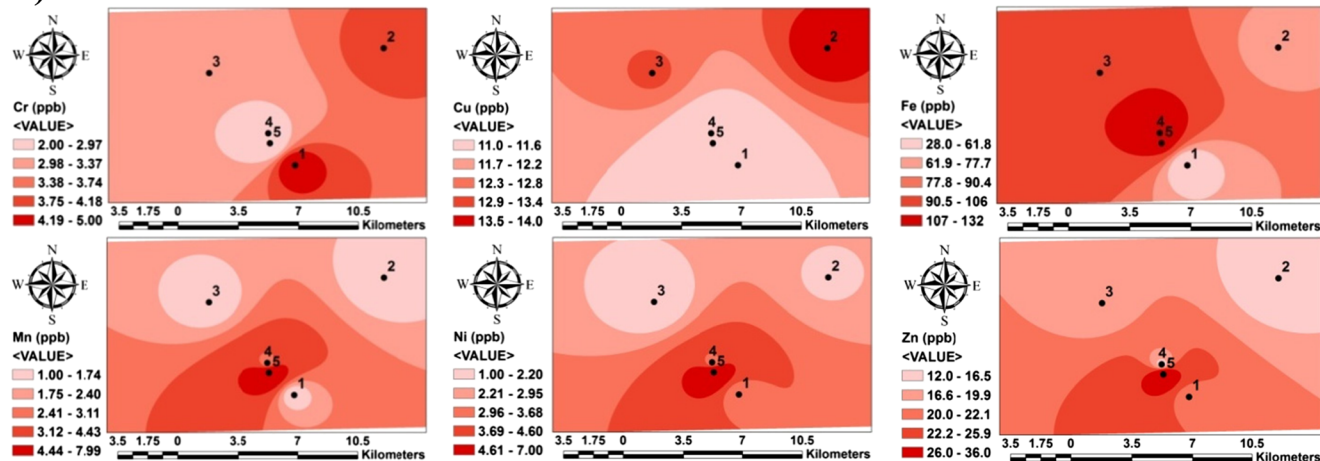 N
W E
S
Cr (ppb)
<VALUE>
2.00 - 2.97
2.98 - 3.37
3.38 - 3.74
3.75 - 4.18
4.19 - 5.00
2
3
4
5
1
3.5 1.75 0 3.5 7 10.5
Kilometers
N
W E
S
Cu (ppb)
<VALUE>
11.0 - 11.6
11.7 - 12.2
12.3 - 12.8
12.9 - 13.4
13.5 - 14.0
2
3
4
5
1
3.5 1.75 0 3.5 7 10.5
Kilometers
N
W E
S
Fe (ppb)
<VALUE>
28.0 - 61.8
61.9 - 77.7
77.8 - 90.4
90.5 - 106
107 - 132
2
3
4
5
1
3.5 1.75 0 3.5 7 10.5
Kilometers
N
W E
S
Mn (ppb)
<VALUE>
1.00 - 1.74
1.75 - 2.40
2.41 - 3.11
3.12 - 4.43
4.44 - 7.99
2
3
4
5
1
3.5 1.75 0 3.5 7 10.5
Kilometers
N
W E
S
Ni (ppb)
<VALUE>
1.00 - 2.20
2.21 - 2.95
2.96 - 3.68
3.69 - 4.60
4.61 - 7.00
2
3
4
5
1
3.5 1.75 0 3.5 7 10.5
Kilometers
N
W E
S
Zn (ppb)
<VALUE>
12.0 - 16.5
16.6 - 19.9
20.0 - 22.1
22.2 - 25.9
26.0 - 36.0
2
3
4
5
1
3.5 1.75 0 3.5 7 10.5
Kilometers